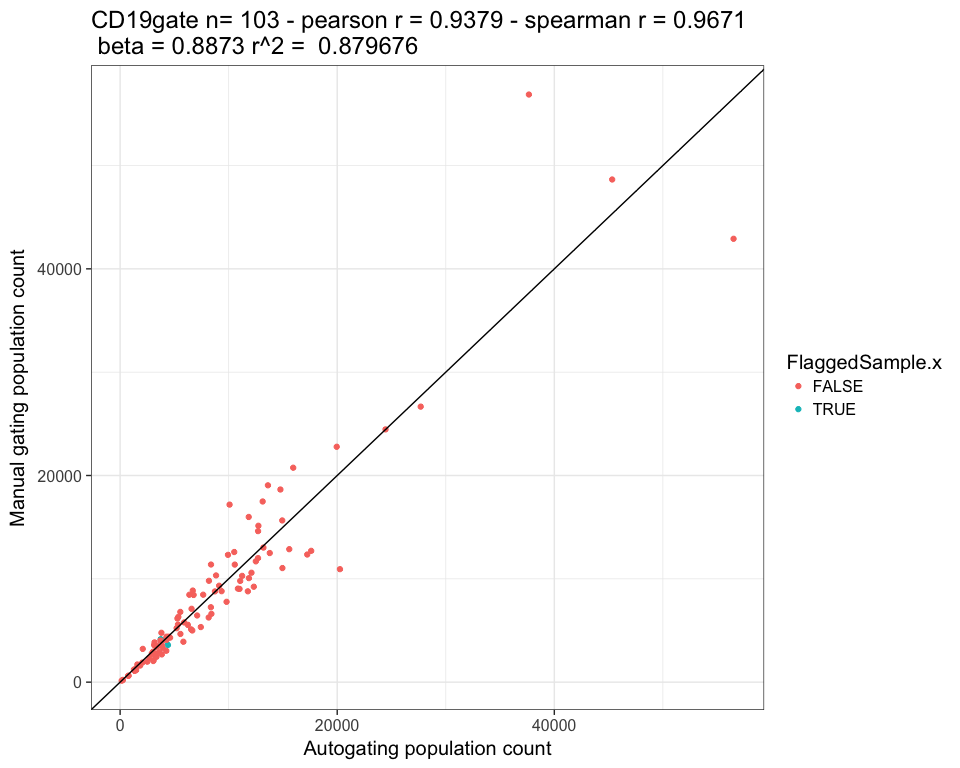 CD19gate n= 103 - pearson r = 0.9379 - spearman r = 0.9671
beta = 0.8873 r^2 =  0.879676
Manual gating population count
40000
20000
0
0
20000
40000
Autogating population count
FlaggedSample.x
FALSE
TRUE